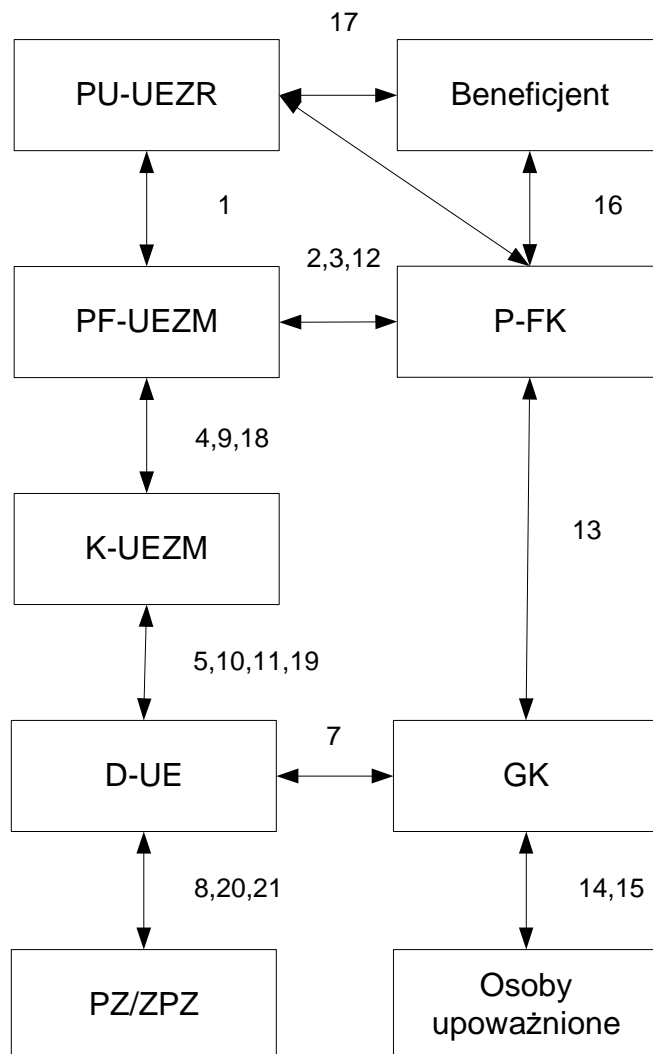 17
PU-UEZR
Beneficjent
1
16
2,3,12
PF-UEZM
P-FK
4,9,18
K-UEZM
13
5,10,11,19
7
D-UE
GK
8,20,21
14,15
PZ/ZPZ
Osoby
upoważnione